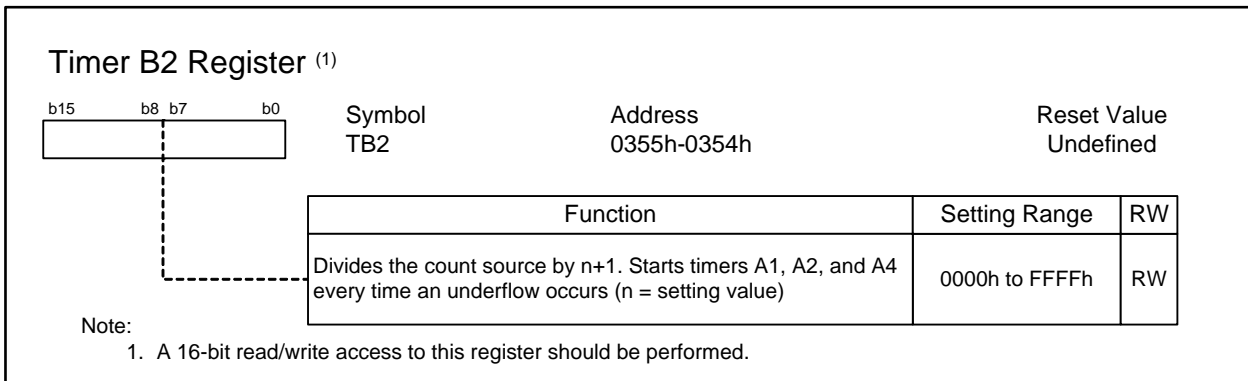 Timer B2 Register (1)
b15 b8 b7 b0
Symbol Address Reset Value
TB2 0355h-0354h Undefined
Function Setting Range RW
Divides the count source by n+1. Starts timers A1, A2, and A4
every time an underflow occurs (n = setting value)
0000h to FFFFh RW
Note:
1. A 16-bit read/write access to this register should be performed.